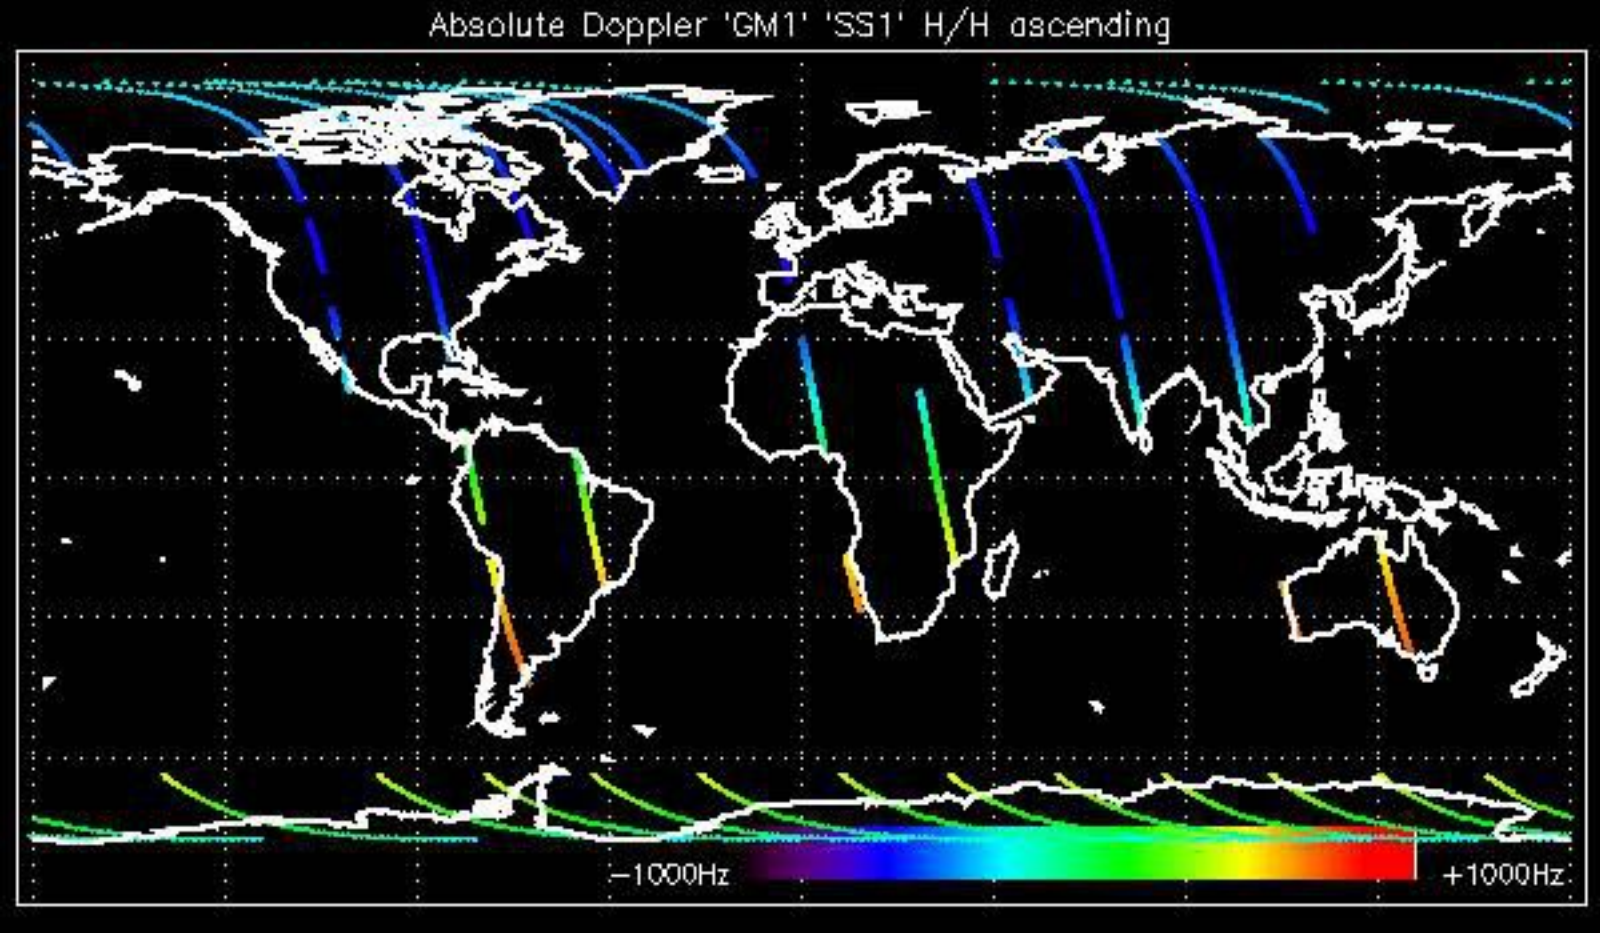 Absolute Doppler 'GM1' 'SS1' H/H ascending
−1000Hz
+1000Hz